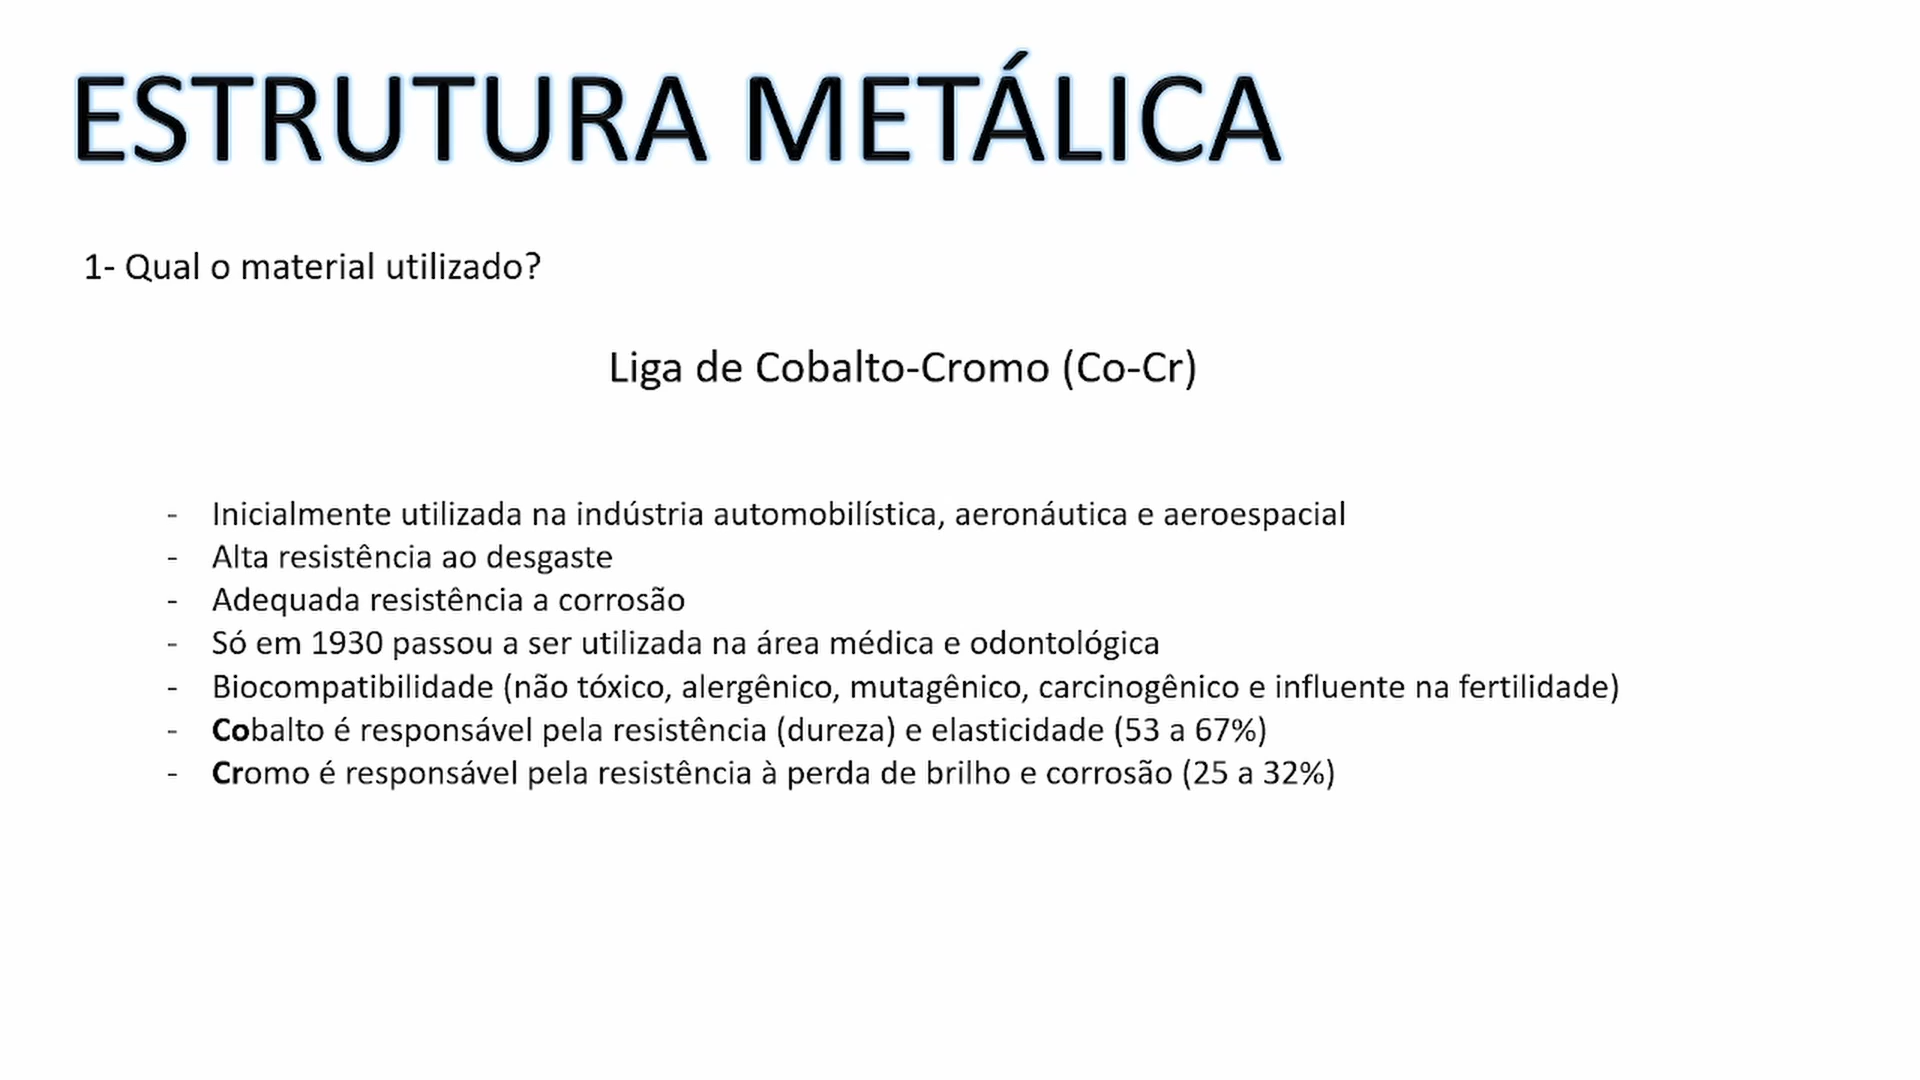 ESTRUTURA METÁLICA
1- Qual o material utilizado?
Liga de Cobalto-Cromo (Co-Cr)
- Inicialmente utilizada na indústria automobilística, aeronáutica e aeroespacial
- Alta resistência ao desgaste
- Adequada resistência a corrosão
- Só em 1930 passou a ser utilizada na área médica e odontológica
- Biocompatibilidade (não tóxico, alergênico, mutagênico, carcinogênico e influente na fertilidade)
- Cobalto é responsável pela resistência (dureza) e elasticidade (53 a 67%)
- Cromo é responsável pela resistência à perda de brilho e corrosão (25 a 32%)